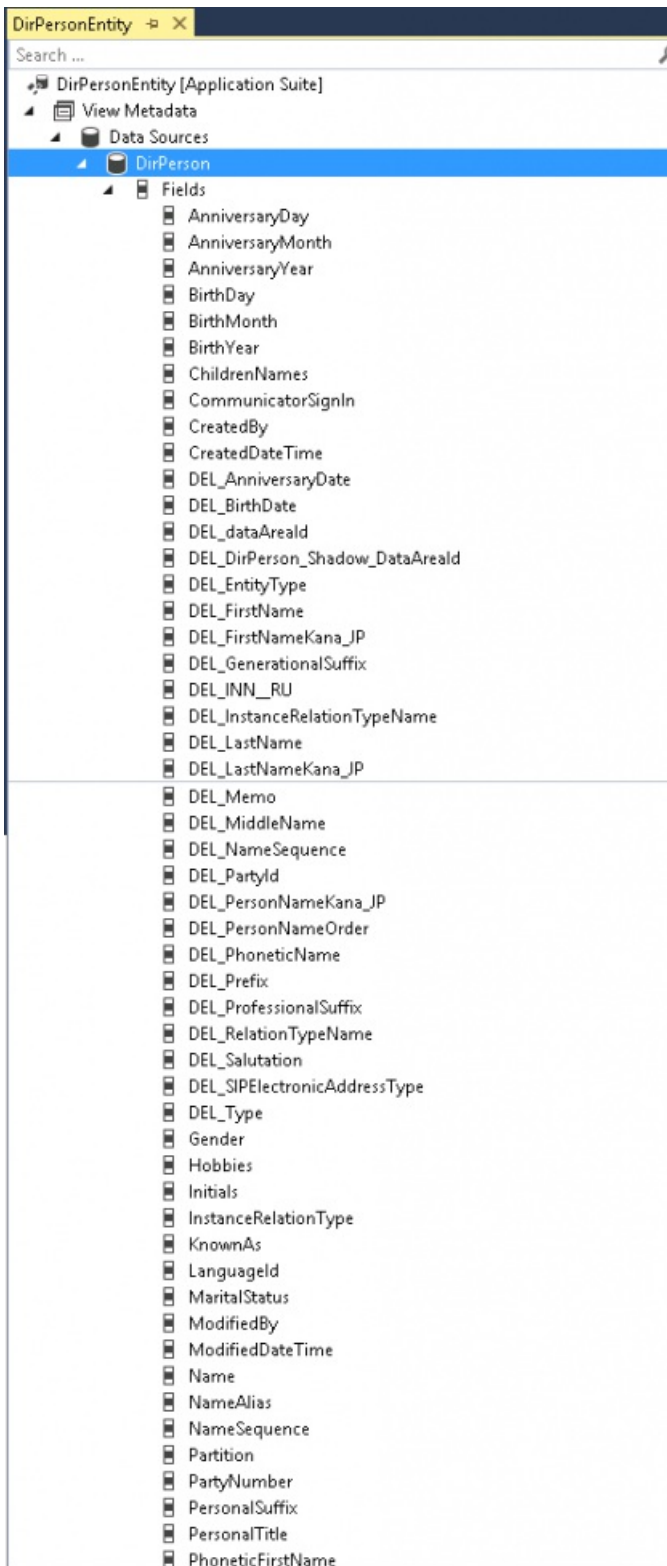 DirPersonEntity
Search ...
DirPersonEntity [Application Suite]
View Metadata
Data Sources
DirPerson
Fields
AnniversaryDay
AnniversaryMonth
AnniversaryYear
BirthDay
BirthMonth
BirthYear
ChildrenNames
CommunicatorSignIn
CreatedBy
CreatedDateTime
DEL_AnniversaryDate
DEL_BirthDate
DEL_dataAreaId
DEL_DirPerson_Shadow_DataAreaId
DEL_EntityType
DEL_FirstName
DEL_FirstNameKana_JP
DEL_GenerationalSuffix
DEL_INN__RU
DEL_InstanceRelationTypeName
DEL_LastName
DEL_LastNameKana_JP
DEL_Memo
DEL_MiddleName
DEL_NameSequence
DEL_PartyId
DEL_PersonNameKana_JP
DEL_PersonNameOrder
DEL_PhoneticName
DEL_Prefix
DEL_ProfessionalSuffix
DEL_RelationTypeName
DEL_Salutation
DEL_SIPElectronicAddressType
DEL_Type
Gender
Hobbies
Initials
InstanceRelationType
KnownAs
LanguageId
MaritalStatus
ModifiedBy
ModifiedDateTime
Name
NameAlias
NameSequence
Partition
PartyNumber
PersonalSuffix
PersonalTitle
PhoneticFirstName